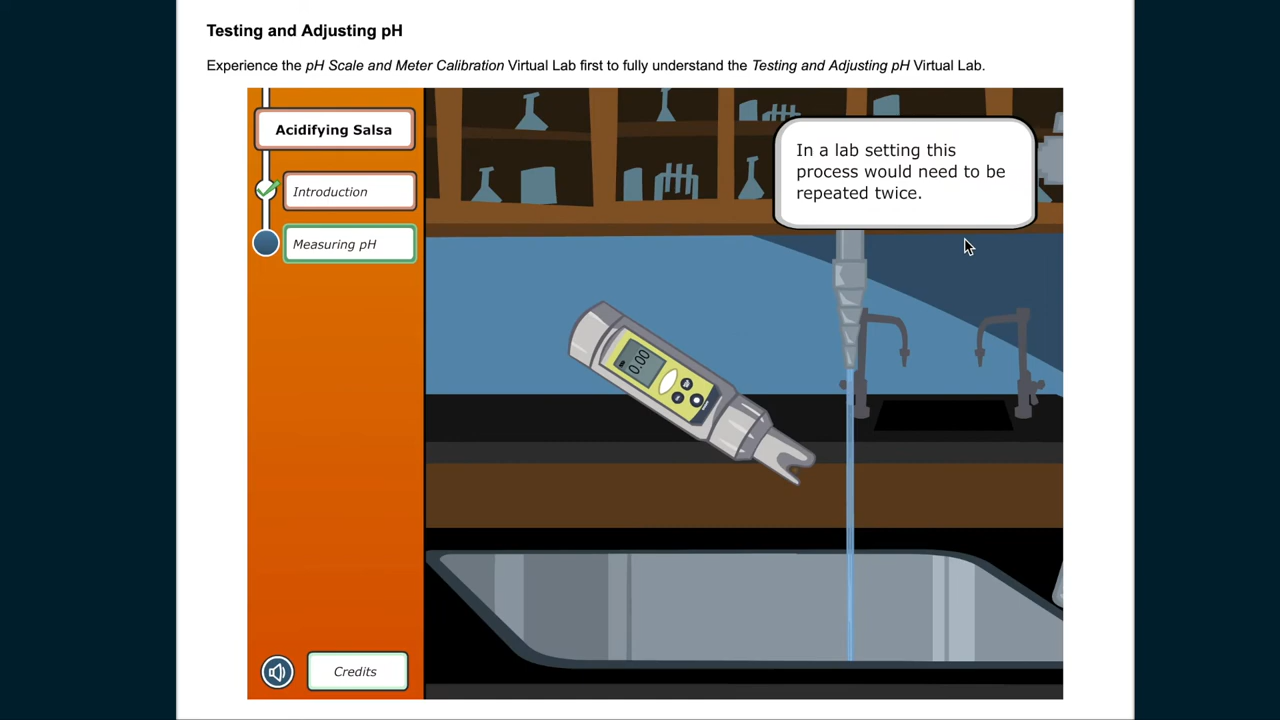 Testing and Adjusting pH
Experience the pH Scale and Meter Calibration Virtual Lab first to fully understand the Testing and Adjusting pH Virtual Lab.
Acidifying Salsa
Introduction
Measuring pH
In a lab setting this
process would need to be
repeated twice.
0.00
Credits